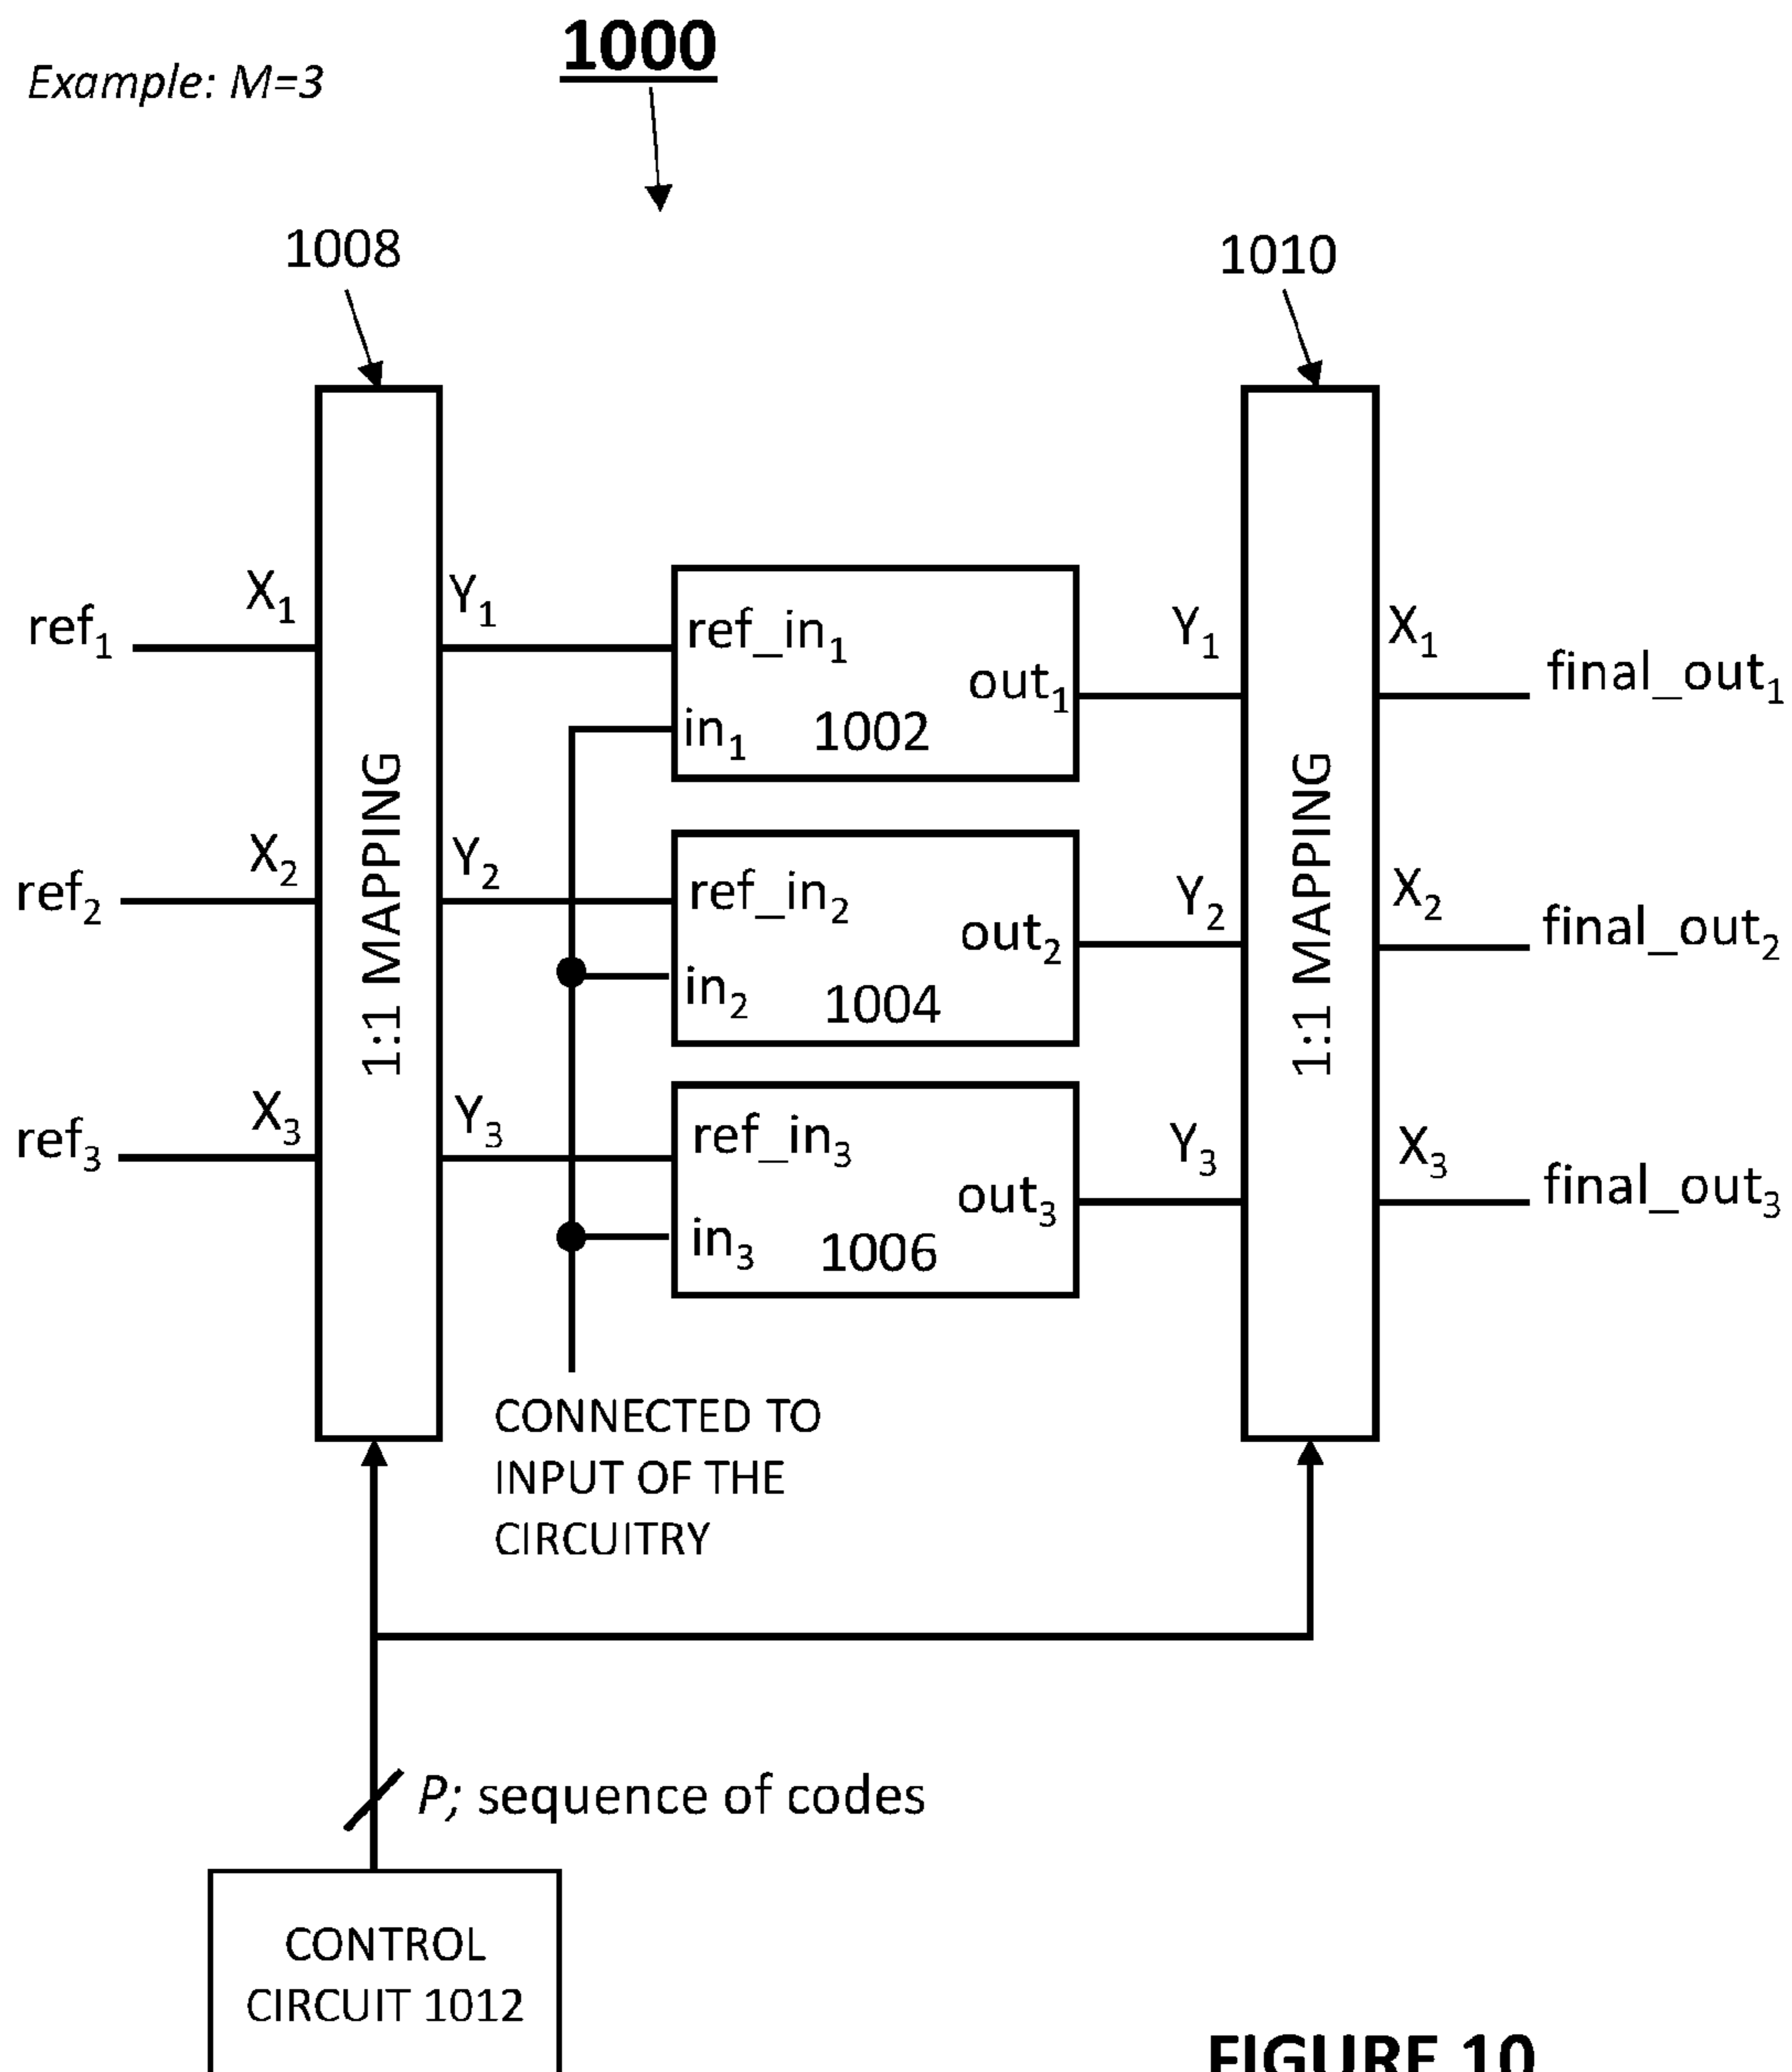 1000
Example: M=3
1008
1010
X1
Y1
ref1
ref_in1
out1
in1
1002
Y1
X1
final_out1
1:1 MAPPING
1:1 MAPPING
X2
Y2
ref2
ref_in2
out2
in2
1004
Y2
X2
final_out2
X3
Y3
ref3
ref_in3
out3
in3
1006
Y3
X3
final_out3
CONNECTED TO
INPUT OF THE
CIRCUITRY
P; sequence of codes
CONTROL
CIRCUIT 1012
FIGURE 10